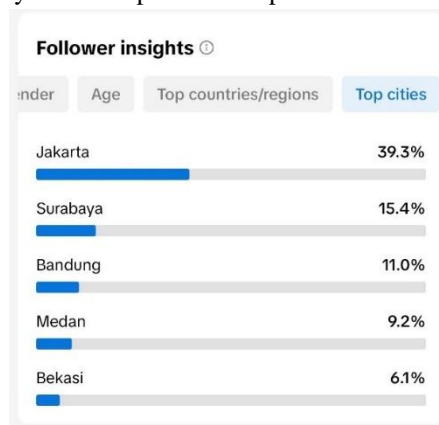 Follower insights
ender Age Top countries/regions Top cities
Jakarta 39.3%
Surabaya 15.4%
Bandung 11.0%
Medan 9.2%
Bekasi 6.1%